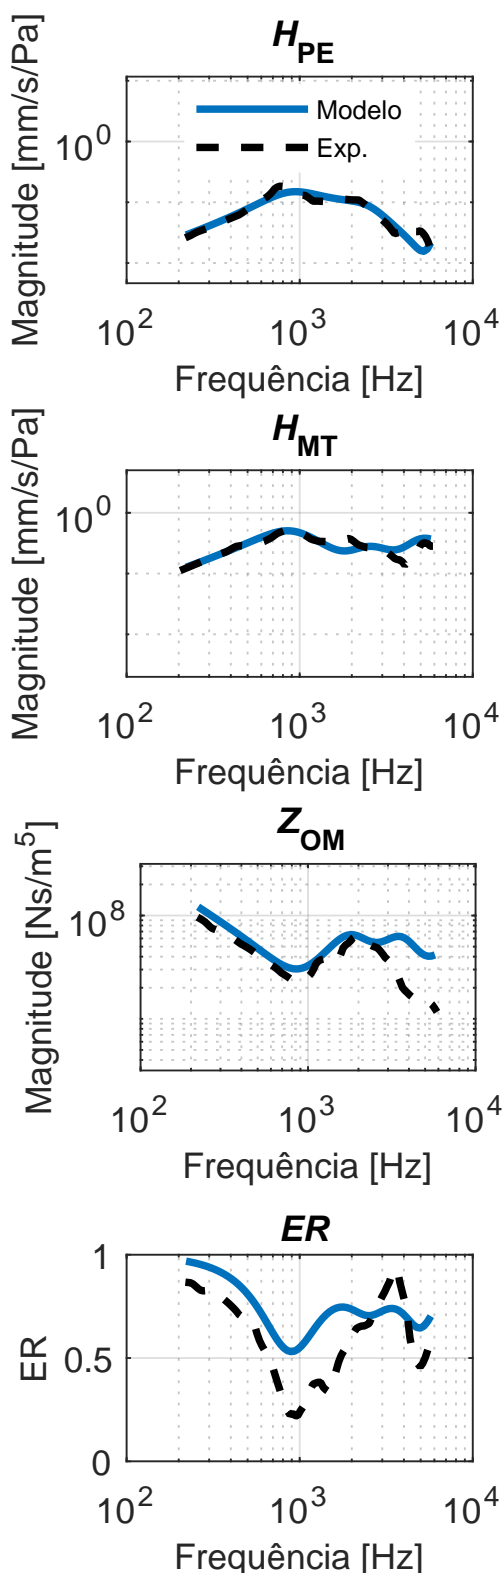 H_PE
Magnitude [mm/s/Pa]
10^0
Modelo
Exp.
10^2 10^3 10^4
Frequência [Hz]
H_MT
Magnitude [mm/s/Pa]
10^0
10^2 10^3 10^4
Frequência [Hz]
Z_OM
Magnitude [Ns/m^5]
10^8
10^2 10^3 10^4
Frequência [Hz]
ER
ER
1
0.5
0
10^2 10^3 10^4
Frequência [Hz]